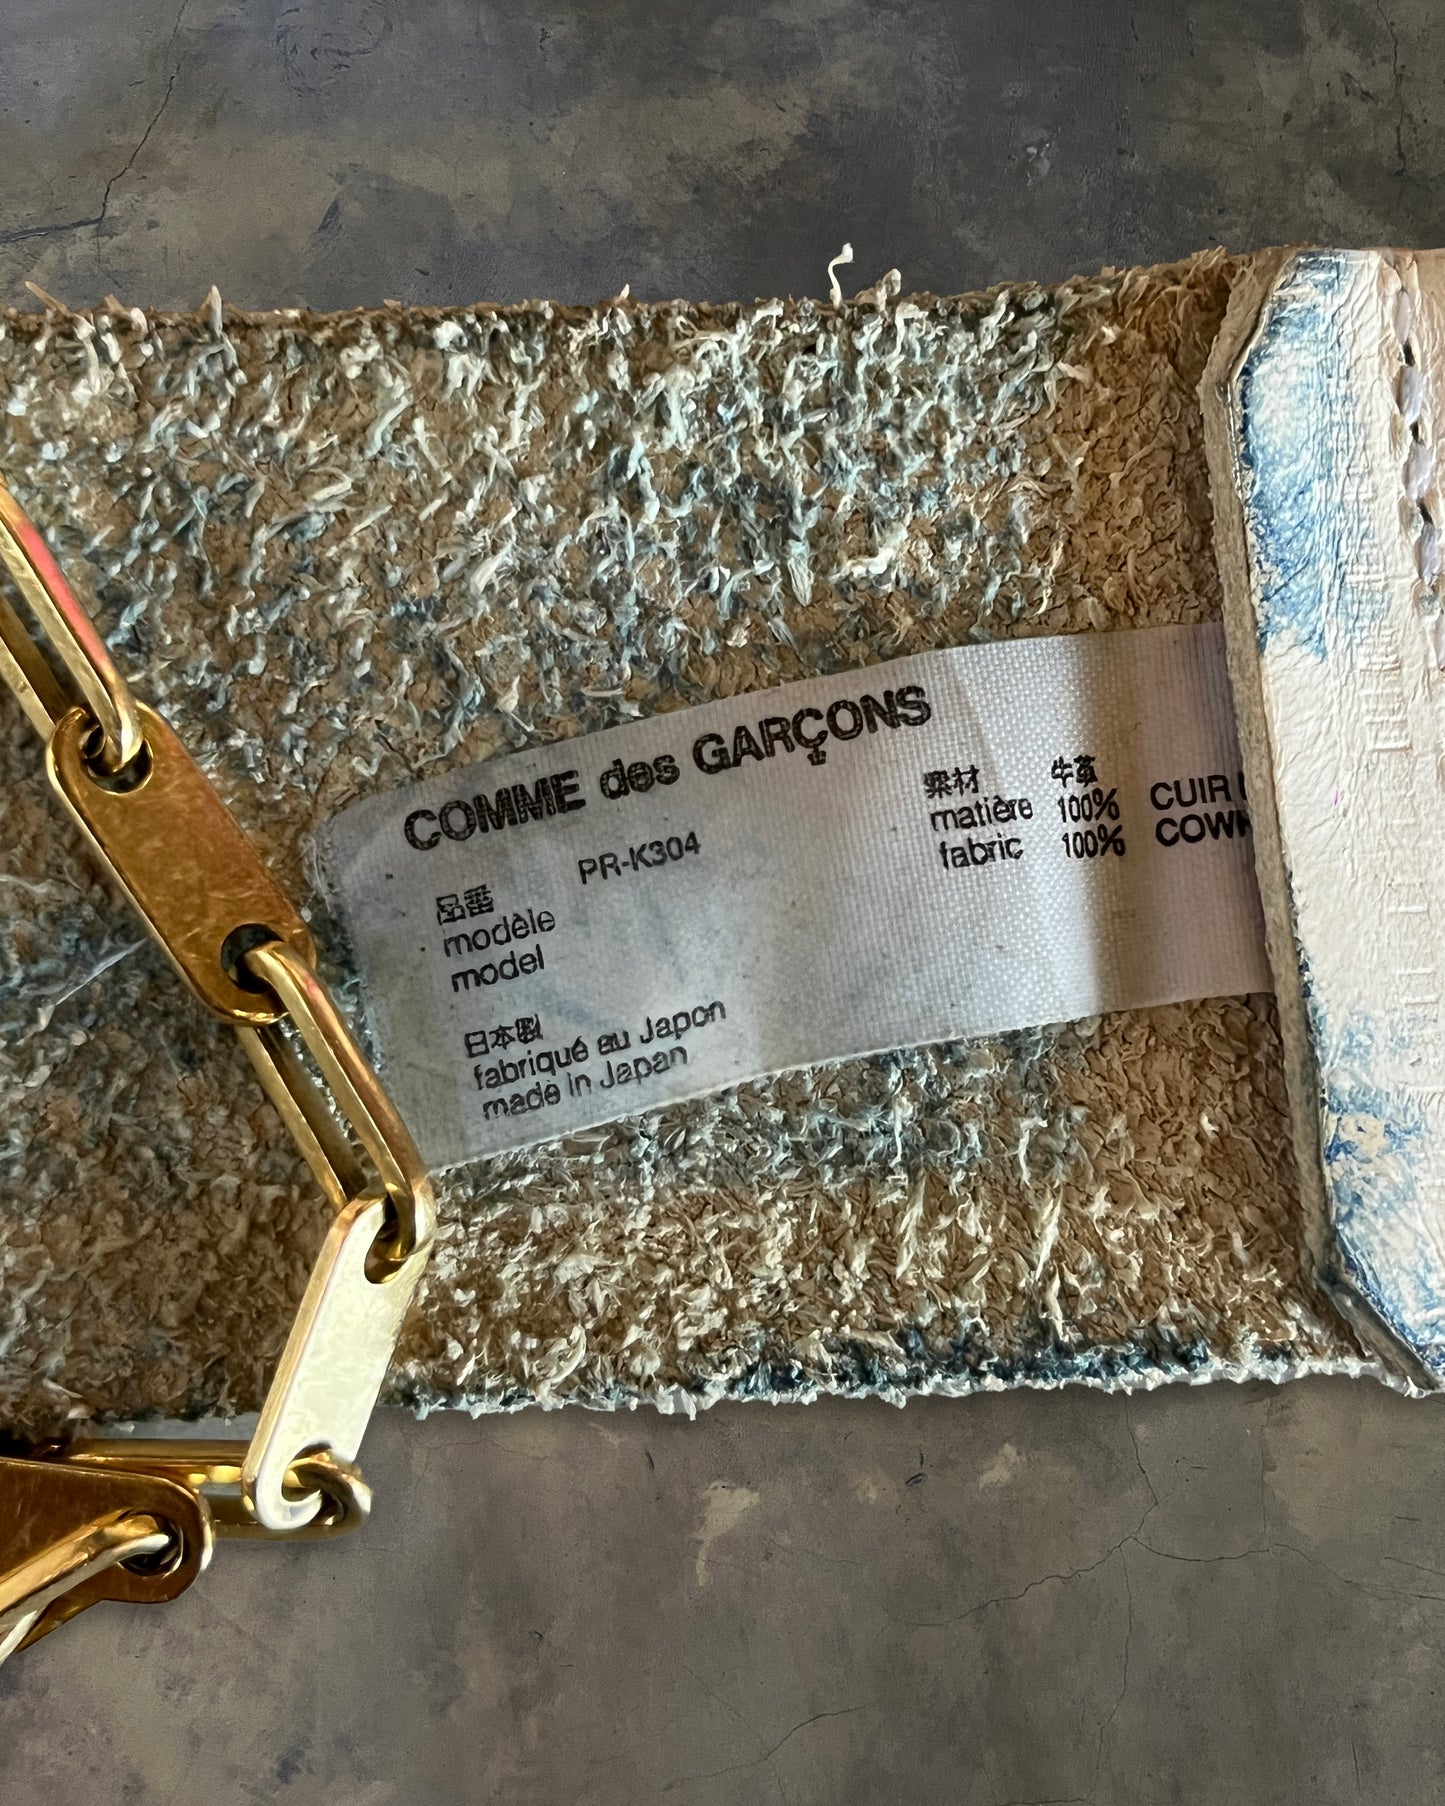 COMME des GARÇONS
品番 PR-K304
modèle
model
日本製
fabriqué au Japon
made in Japan
素材 牛革
matière 100% CUIR
fabric 100%